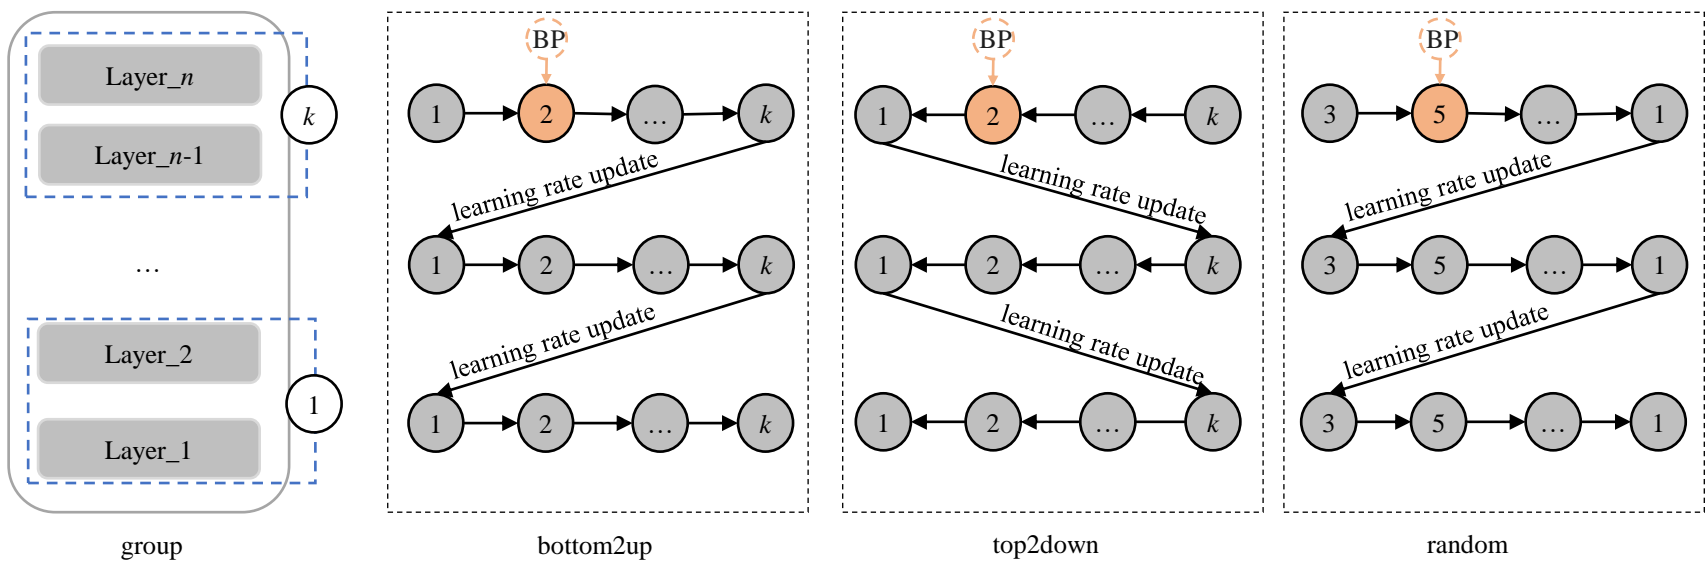 Layer_n
Layer_n-1
k
…
Layer_2
Layer_1
1
group
BP
1 2 … k
learning rate update
1 2 … k
learning rate update
1 2 … k
bottom2up
BP
1 2 … k
learning rate update
1 2 … k
learning rate update
1 2 … k
top2down
BP
3 5 … 1
learning rate update
3 5 … 1
learning rate update
3 5 … 1
random